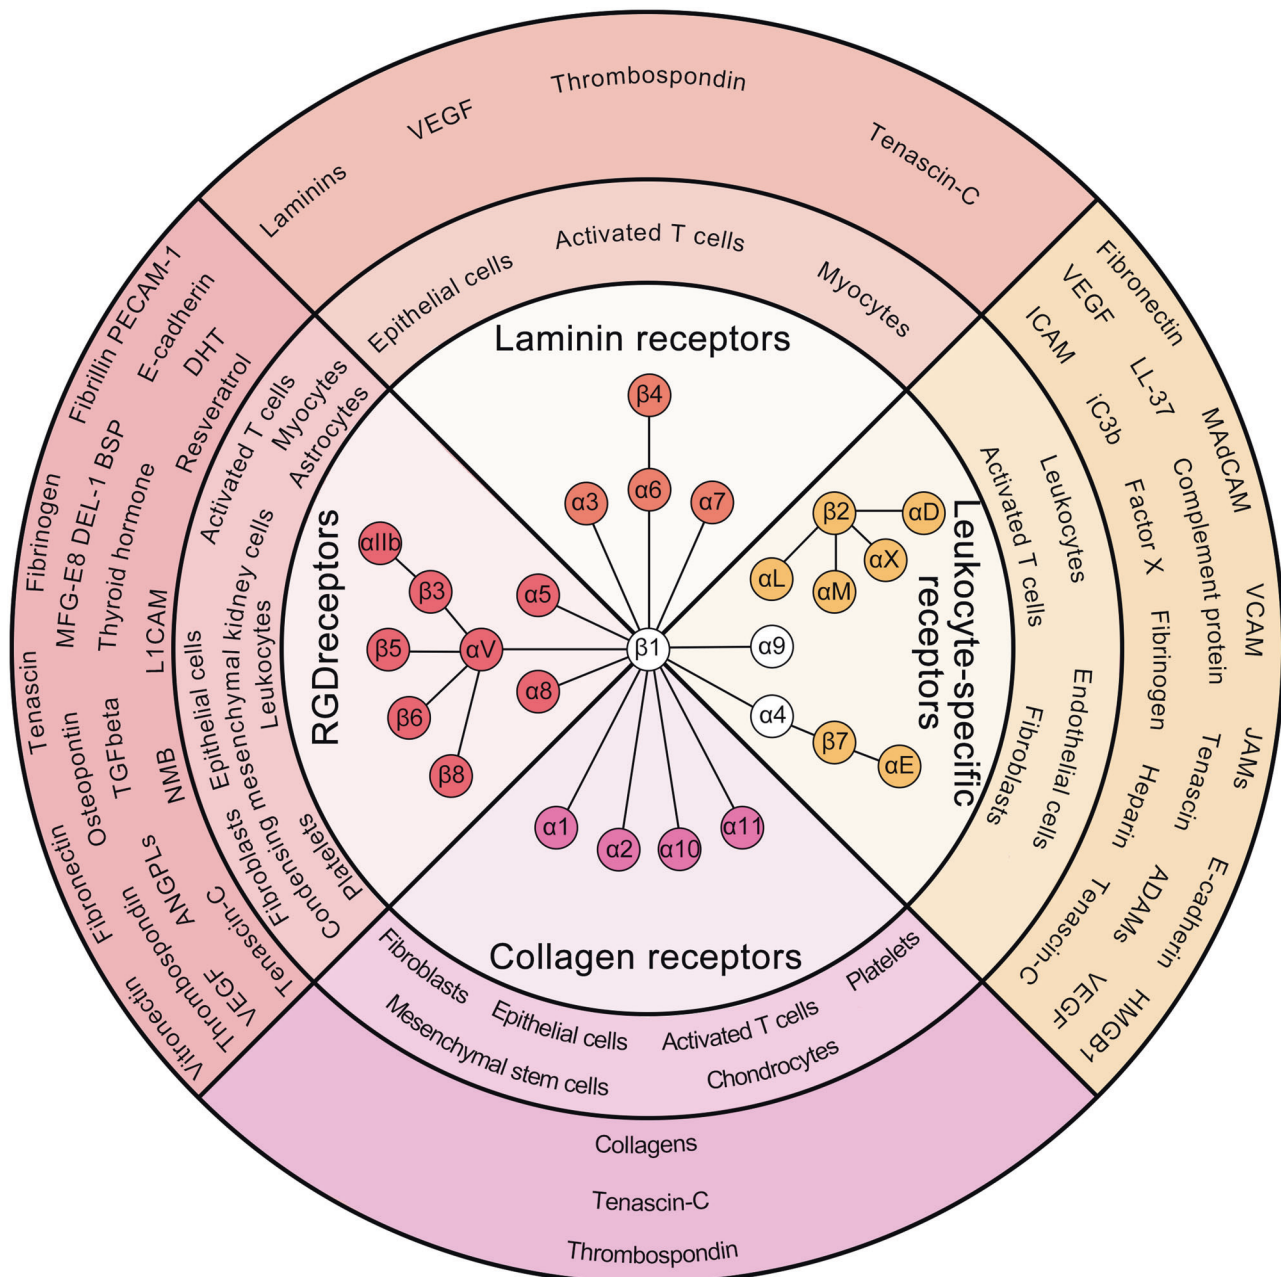 Thrombospondin
VEGF
Tenascin-C
Laminins
Activated T cells
Epithelial cells
Myocytes
Laminin receptors
β4
α3
α6
α7
Fibronectin
VEGF
ICAM
LL-37
iC3b
MAdCAM
Complement protein
Factor X
VCAM
Fibrinogen
JAMs
Tenascin
Heparin
E-cadherin
ADAMs
Tenascin-C
HMGB1
VEGF
Leukocytes
Activated T cells
Endothelial cells
Fibroblasts
Leukocyte-specific
receptors
β2
αD
αX
αL
αM
α9
α4
β7
αE
β1
Fibrillin PECAM-1
E-cadherin
DHT
Resveratrol
Fibrinogen
MFG-E8 DEL-1 BSP
Thyroid hormone
L1CAM
Tenascin
Osteopontin
TGFbeta
NMB
Fibronectin
Thrombospondin
ANGPLs
Tenascin-C
Vitronectin
VEGF
Activated T cells
Myocytes
Astrocytes
Epithelial cells
Condensing mesenchymal kidney cells
Leukocytes
Fibroblasts
Platelets
RGDreceptors
αIIb
β3
α5
β5
αV
α8
β6
β8
α1
α2
α10
α11
Collagen receptors
Fibroblasts
Platelets
Epithelial cells
Activated T cells
Mesenchymal stem cells
Chondrocytes
Collagens
Tenascin-C
Thrombospondin